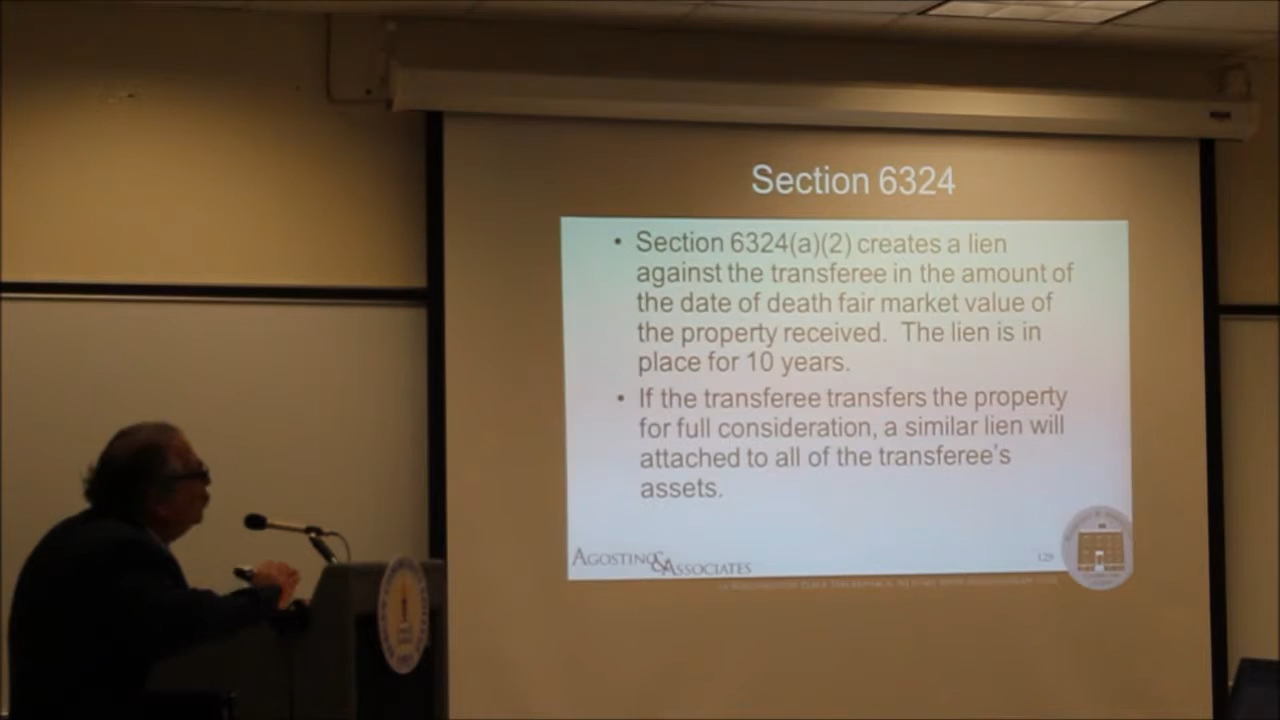 Section 6324
• Section 6324(a)(2) creates a lien
against the transferee in the amount of
the date of death fair market value of
the property received. The lien is in
place for 10 years.
• If the transferee transfers the property
for full consideration, a similar lien will
attached to all of the transferee's
assets.
AGOSTINO & ASSOCIATES
129